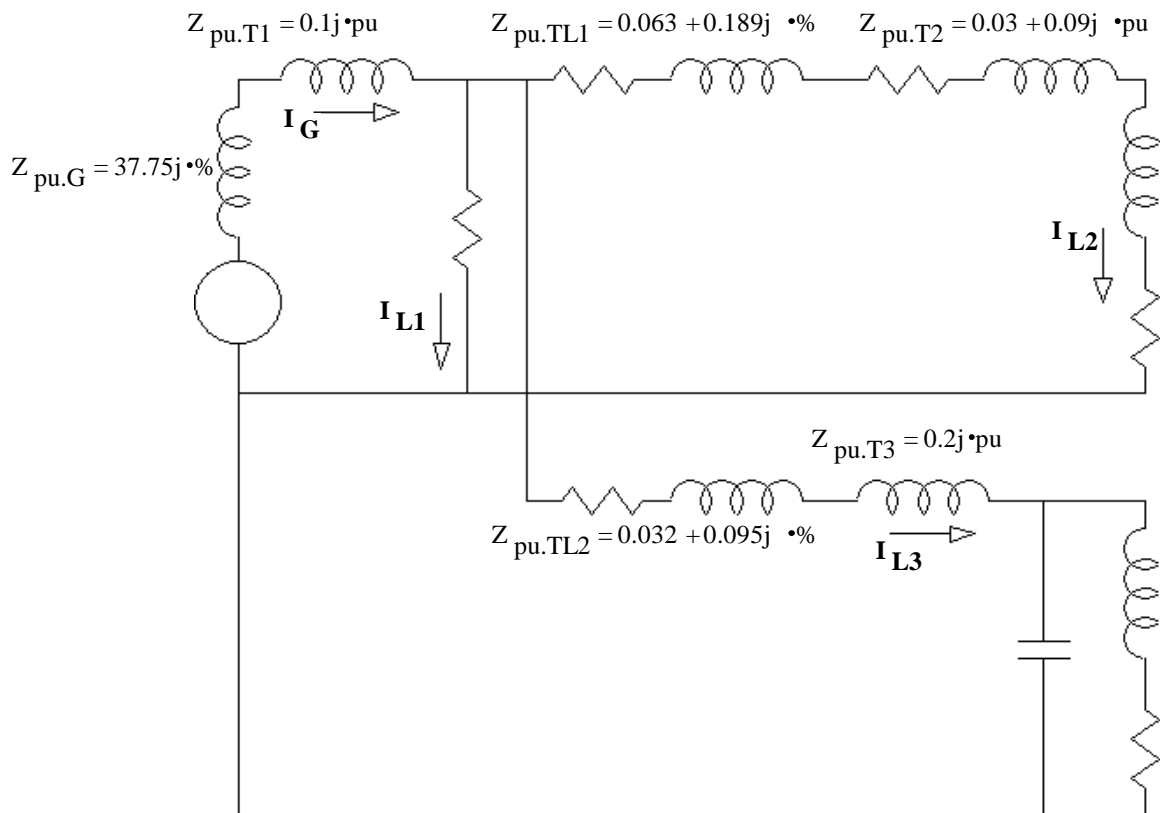 Z pu.T1 = 0.1j•pu
Z pu.TL1 = 0.063 + 0.189j •%
Z pu.T2 = 0.03 + 0.09j •pu
I G
Z pu.G = 37.75j•%
I L2
I L1
Z pu.T3 = 0.2j•pu
Z pu.TL2 = 0.032 + 0.095j •%
I L3